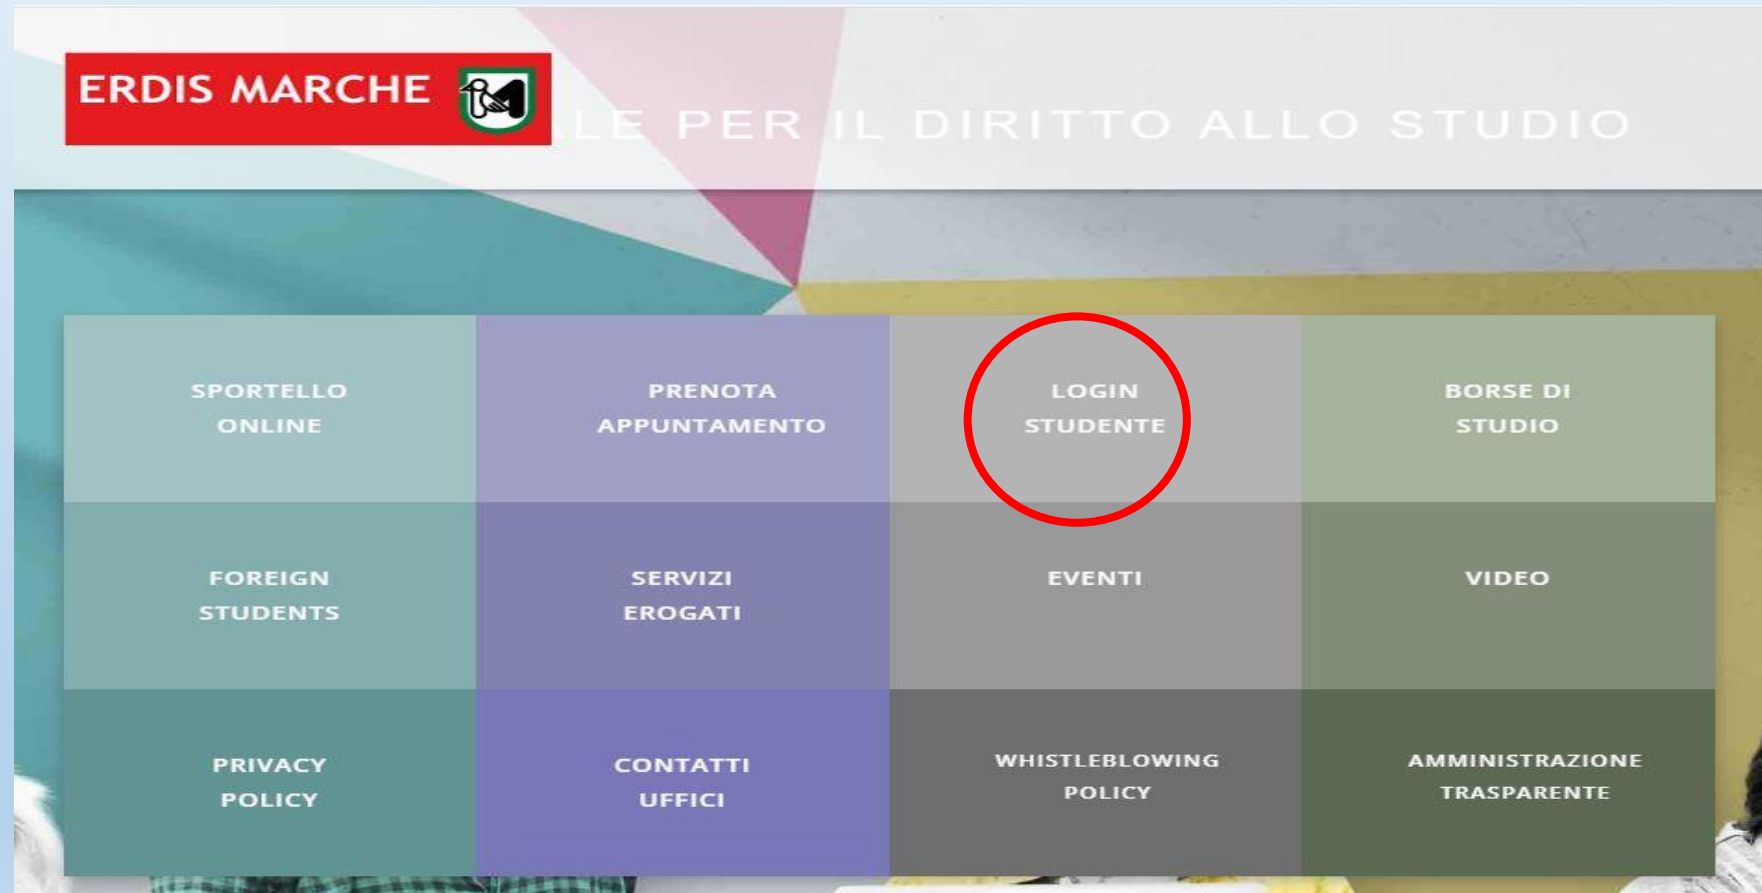 ERDIS MARCHE
LE PER IL DIRITTO ALLO STUDIO
SPORTELLO
ONLINE
PRENOTA
APPUNTAMENTO
LOGIN
STUDENTE
BORSE DI
STUDIO
FOREIGN
STUDENTS
SERVIZI
EROGATI
EVENTI
VIDEO
PRIVACY
POLICY
CONTATTI
UFFICI
WHISTLEBLOWING
POLICY
AMMINISTRAZIONE
TRASPARENTE